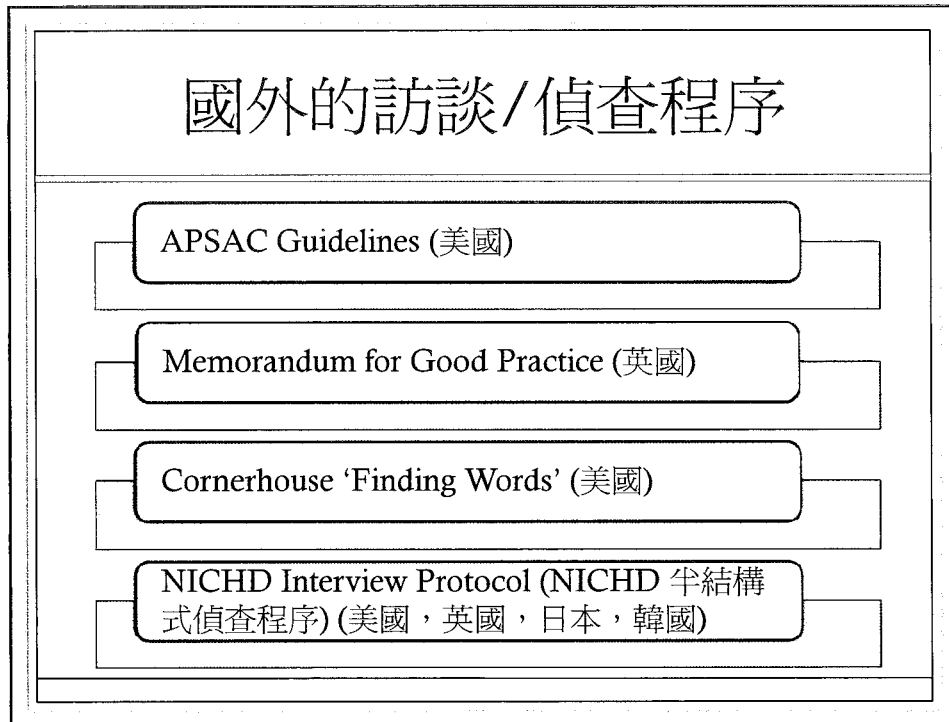 國外的訪談/偵查程序
APSAC Guidelines (美國)
Memorandum for Good Practice (英國)
Cornerhouse ‘Finding Words’ (美國)
NICHD Interview Protocol (NICHD 半結構
式偵查程序) (美國，英國，日本，韓國)